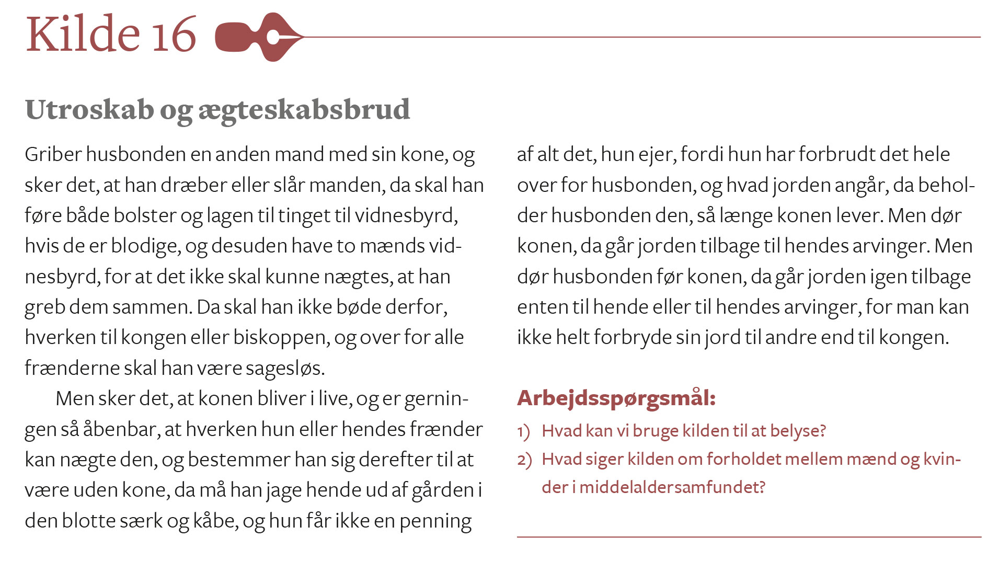 Kilde 16
Utroskab og ægteskabsbrud
Griber husbonden en anden mand med sin kone, og
sker det, at han dræber eller slår manden, da skal han
føre både bolster og lagen til tinget til vidnesbyrd,
hvis de er blodige, og desuden have to mænds vid-
nesbyrd, for at det ikke skal kunne nægtes, at han
greb dem sammen. Da skal han ikke bøde derfor,
hverken til kongen eller biskoppen, og over for alle
frænderne skal han være sagesløs.
Men sker det, at konen bliver i live, og er gernin-
gen så åbenbar, at hverken hun eller hendes frænder
kan nægte den, og bestemmer han sig derefter til at
være uden kone, da må han jage hende ud af gården i
den blotte særk og kåbe, og hun får ikke en penning
af alt det, hun ejer, fordi hun har forbrudt det hele
over for husbonden, og hvad jorden angår, da behol-
der husbonden den, så længe konen lever. Men dør
konen, da går jorden tilbage til hendes arvinger. Men
dør husbonden før konen, da går jorden igen tilbage
enten til hende eller til hendes arvinger, for man kan
ikke helt forbryde sin jord til andre end til kongen.
Arbejdsspørgsmål:
1) Hvad kan vi bruge kilden til at belyse?
2) Hvad siger kilden om forholdet mellem mænd og kvin-
der i middelaldersamfundet?